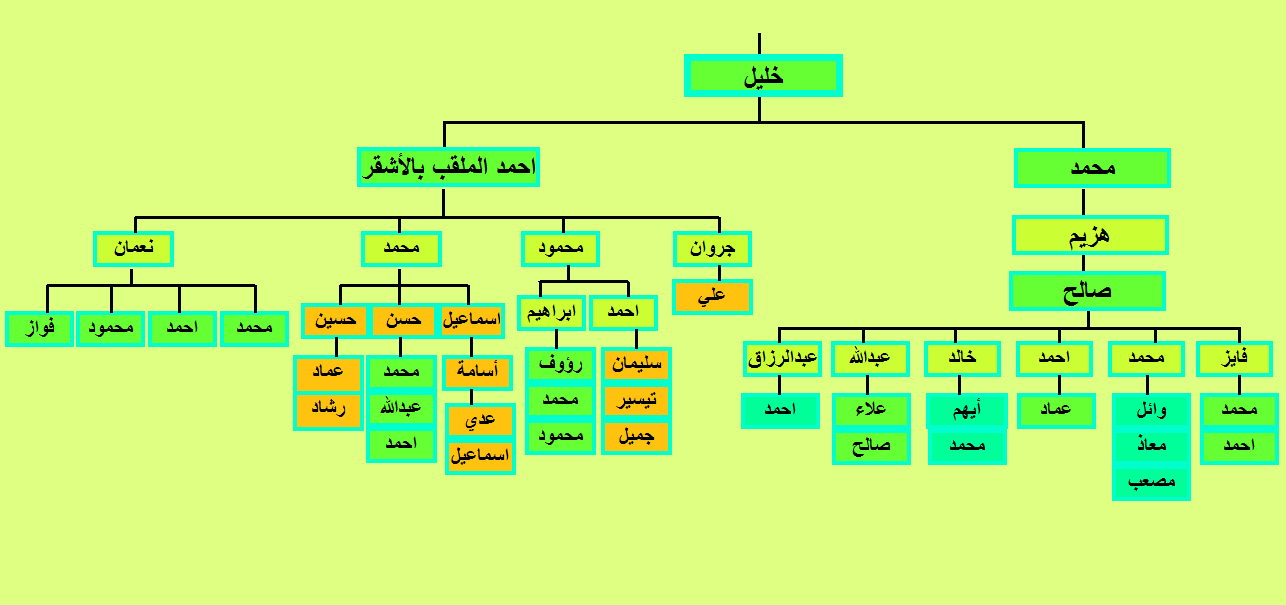 خليل
محمد
احمد الملقب بالأشقر
هزيم
جروان
محمود
محمد
نعمان
صالح
علي
احمد
ابراهيم
اسماعيل
حسن
حسين
محمد
احمد
محمود
فواز
فايز
محمد
احمد
خالد
عبدالله
عبدالرزاق
سليمان
تيسير
جميل
رؤوف
محمد
محمود
أسامة
عدي
اسماعيل
محمد
عبدالله
احمد
عماد
رشاد
محمد
احمد
وائل
معاذ
مصعب
عماد
أيهم
محمد
علاء
صالح
احمد